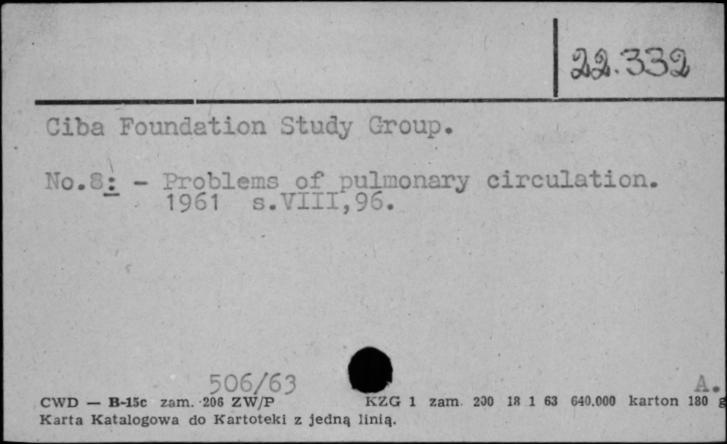 22.332
Ciba Foundation Study Group.
No.8: - Problems of pulmonary circulation.
1961 s.VIII,96.
506/63
A.
CWD — B-15c zam. 206 ZW/P KZG 1 zam. 200 18 1 63 640.000 karton 180 g
Karta Katalogowa do Kartoteki z jedną linią.